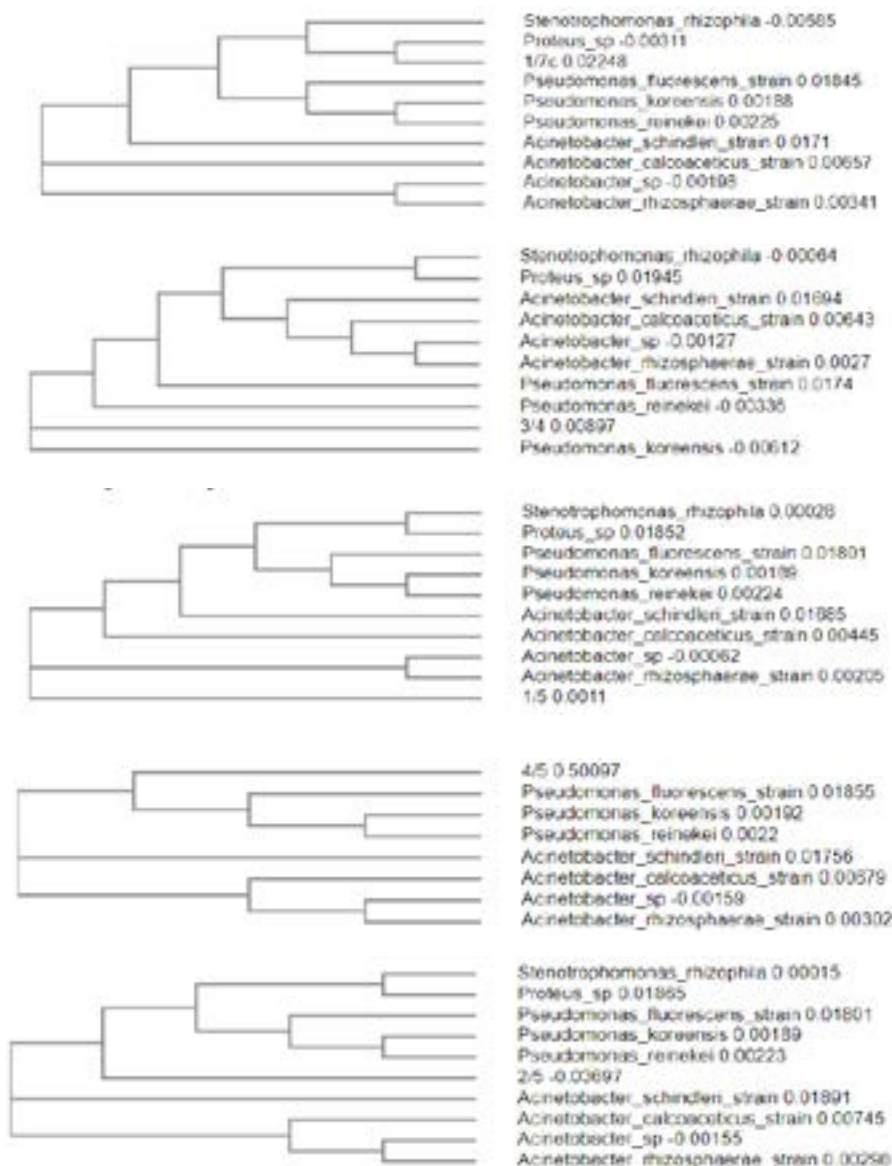 Stenotrophomonas_rhizophila -0.00585
Proteus_sp -0.00311
1/7c 0.02248
Pseudomonas_fluorescens_strain 0.01845
Pseudomonas_koreensis 0.00188
Pseudomonas_reinekei 0.00225
Acinetobacter_schindleri_strain 0.0171
Acinetobacter_calcoaceticus_strain 0.00657
Acinetobacter_sp -0.00198
Acinetobacter_rhizosphaerae_strain 0.00341
Stenotrophomonas_rhizophila -0.00064
Proteus_sp 0.01945
Acinetobacter_schindleri_strain 0.01694
Acinetobacter_calcoaceticus_strain 0.00643
Acinetobacter_sp -0.00127
Acinetobacter_rhizosphaerae_strain 0.0027
Pseudomonas_fluorescens_strain 0.0174
Pseudomonas_reinekei -0.00336
3/4 0.00897
Pseudomonas_koreensis -0.00612
Stenotrophomonas_rhizophila 0.00028
Proteus_sp 0.01852
Pseudomonas_fluorescens_strain 0.01801
Pseudomonas_koreensis 0.00189
Pseudomonas_reinekei 0.00224
Acinetobacter_schindleri_strain 0.01685
Acinetobacter_calcoaceticus_strain 0.00445
Acinetobacter_sp -0.00062
Acinetobacter_rhizosphaerae_strain 0.00205
1/5 0.0011
4/5 0.50097
Pseudomonas_fluorescens_strain 0.01855
Pseudomonas_koreensis 0.00192
Pseudomonas_reinekei 0.0022
Acinetobacter_schindleri_strain 0.01756
Acinetobacter_calcoaceticus_strain 0.00679
Acinetobacter_sp -0.00159
Acinetobacter_rhizosphaerae_strain 0.00302
Stenotrophomonas_rhizophila 0.00015
Proteus_sp 0.01865
Pseudomonas_fluorescens_strain 0.01801
Pseudomonas_koreensis 0.00189
Pseudomonas_reinekei 0.00223
2/5 -0.03697
Acinetobacter_schindleri_strain 0.01891
Acinetobacter_calcoaceticus_strain 0.00745
Acinetobacter_sp -0.00155
Acinetobacter_rhizosphaerae_strain 0.00298